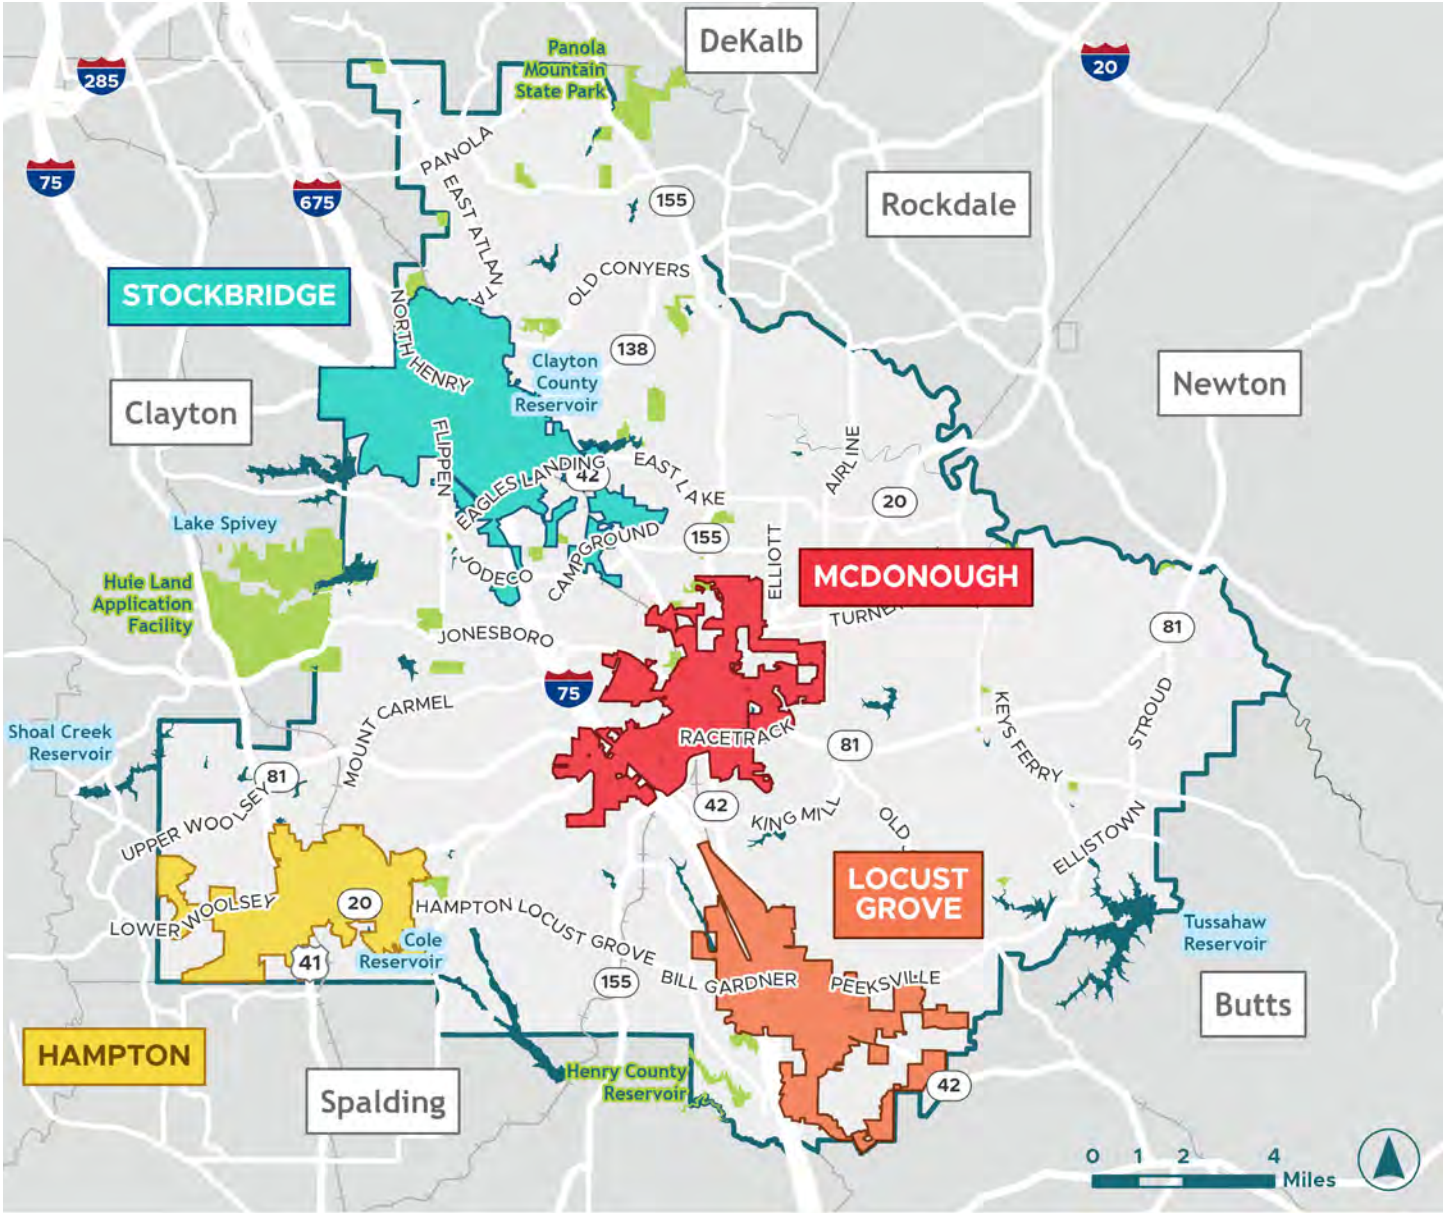 DeKalb
Panola
Mountain
State Park
285
20
PANOLA
75
675
155
EAST ATLANTA
Rockdale
OLD CONYERS
STOCKBRIDGE
NORTH HENRY
138
Clayton
County
Reservoir
Newton
Clayton
FLIPPEN
EAGLES LANDING
42
EAST LAKE
AIRLINE
20
Lake Spivey
155
CAMPGROUND
ELLIOTT
JODECO
MCDONOUGH
Huie Land
Application
Facility
TURNE
81
JONESBORO
75
MOUNT CARMEL
KEYS FERRY
STROUD
Shoal Creek
Reservoir
RACETRACK
81
81
UPPER WOOLSEY
42
KING MILL
OLD
ELLISTOWN
LOCUST
GROVE
LOWER WOOLSEY
20
HAMPTON LOCUST GROVE
Cole
Reservoir
41
Tussahaw
Reservoir
155
BILL GARDNER
PEEKSVILLE
Butts
HAMPTON
Henry County
Reservoir
42
Spalding
0 1 2 4
Miles